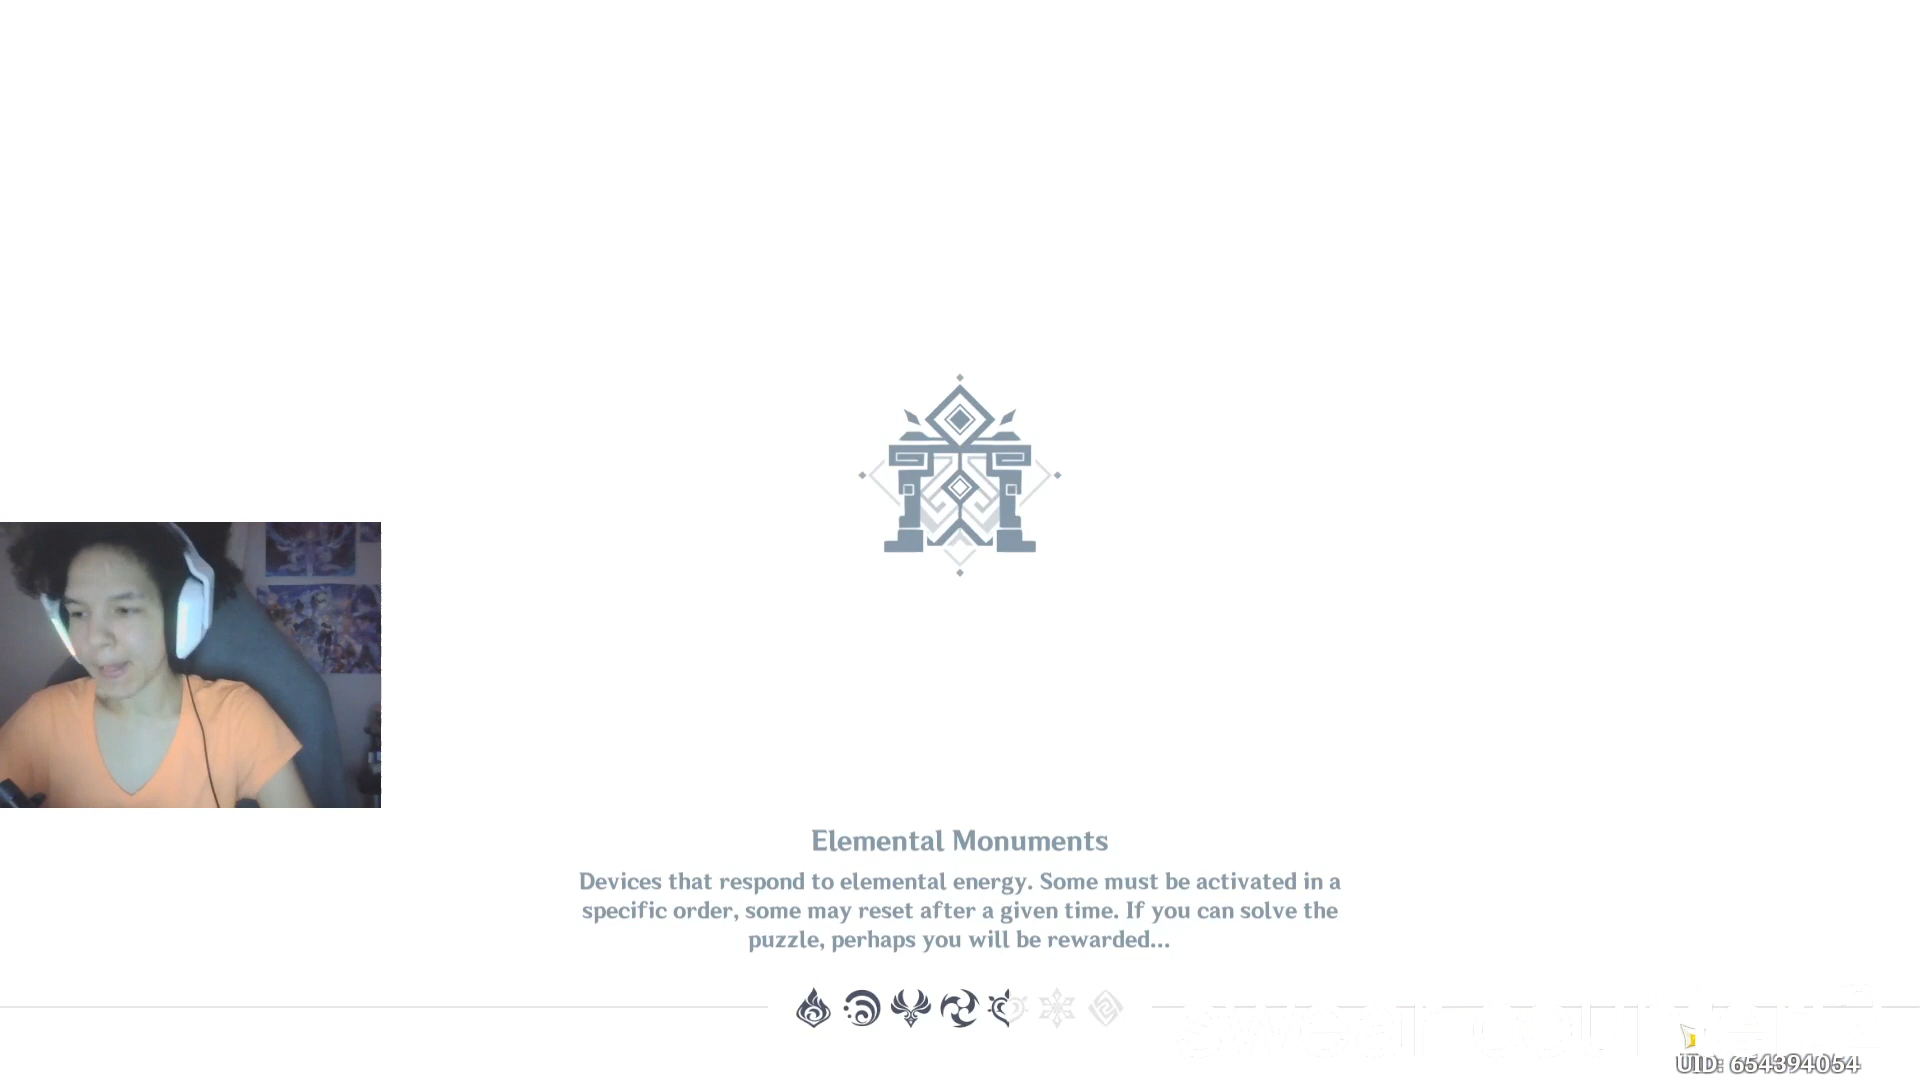 Elemental Monuments
Devices that respond to elemental energy. Some must be activated in a
specific order, some may reset after a given time. If you can solve the
puzzle, perhaps you will be rewarded...
UID: 654394054